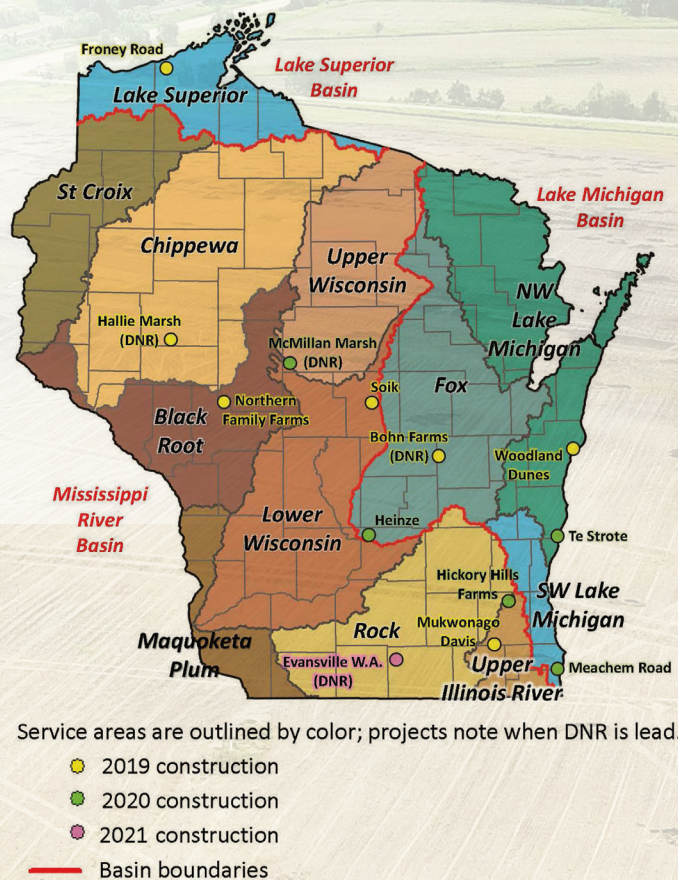 Froney Road
Lake Superior
Basin
Lake Superior
St Croix
Lake Michigan
Basin
Chippewa
Upper
Wisconsin
NW
Lake
Michigan
Hallie Marsh
(DNR)
McMillan Marsh
(DNR)
Fox
Soik
Northern
Family Farms
Black
Root
Bohn Farms
(DNR)
Woodland
Dunes
Mississippi
River
Basin
Lower
Wisconsin
Heinze
Te Strote
Hickory Hills
Farms
SW Lake
Michigan
Mukwonago
Davis
Rock
Maquoketa
Plum
Evansville W.A.
(DNR)
Upper
Illinois River
Meachem Road
Service areas are outlined by color; projects note when DNR is lead.
2019 construction
2020 construction
2021 construction
Basin boundaries